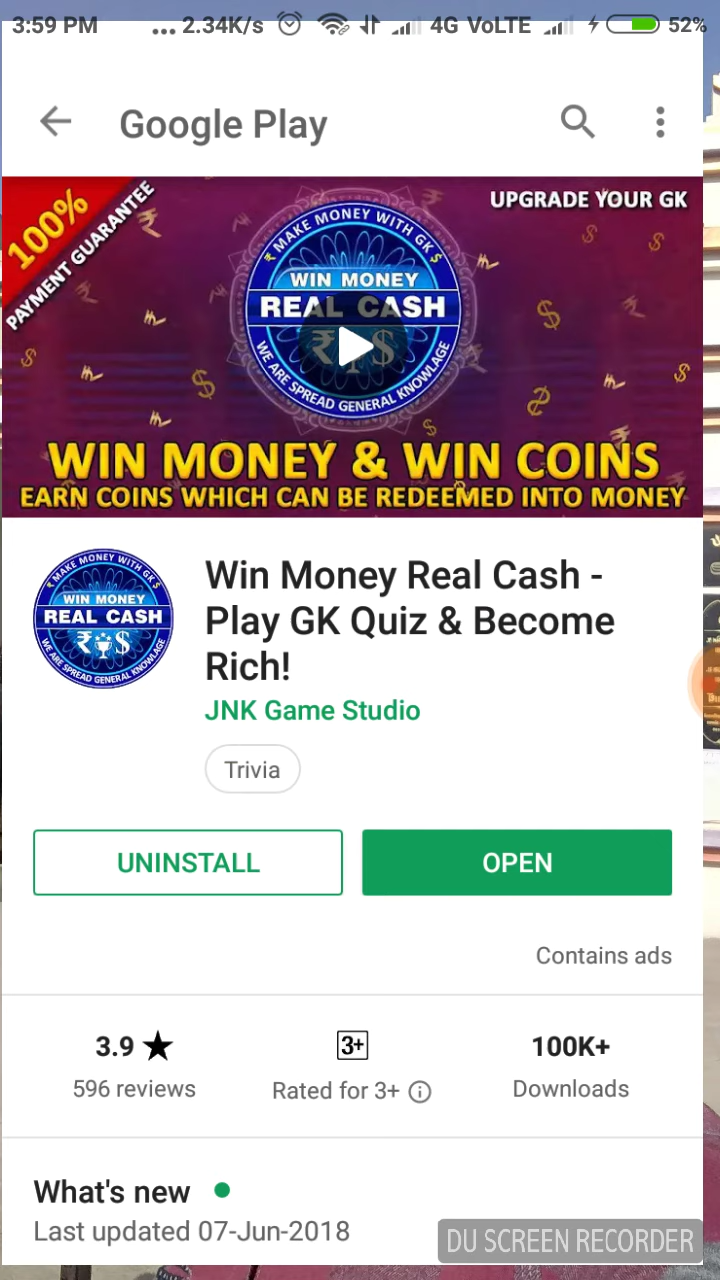 3:59 PM ... 2.34K/s 4G VoLTE 52%
Google Play
100%
PAYMENT GUARANTEE
UPGRADE YOUR GK
₹ MAKE MONEY WITH GK $
WIN MONEY
REAL CASH
WE ARE SPREAD GENERAL KNOWLAGE
WIN MONEY & WIN COINS
EARN COINS WHICH CAN BE REDEEMED INTO MONEY
₹ MAKE MONEY WITH GK $
WIN MONEY
REAL CASH
₹ $
WE ARE SPREAD GENERAL KNOWLAGE
Win Money Real Cash -
Play GK Quiz & Become
Rich!
JNK Game Studio
Trivia
UNINSTALL OPEN
Contains ads
3.9 ★ 3+ 100K+
596 reviews Rated for 3+ Downloads
What's new
Last updated 07-Jun-2018
DU SCREEN RECORDER